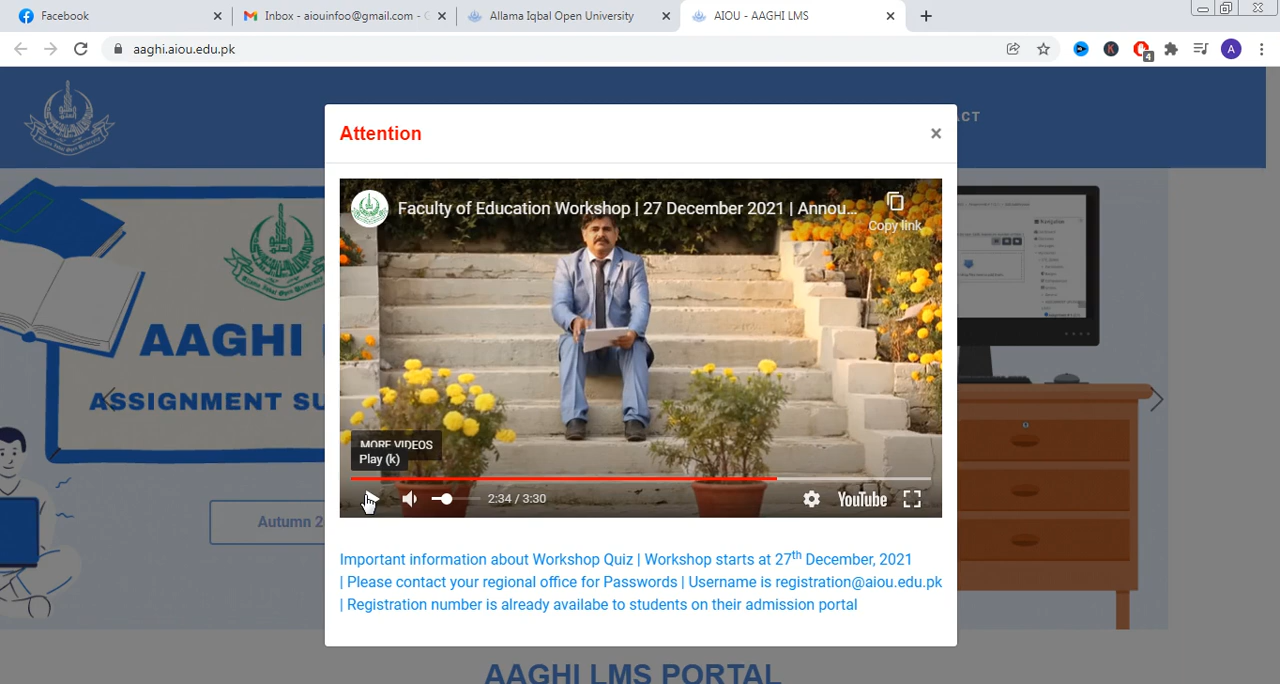 Facebook
Inbox - aiouinfoo@gmail.com - G
Allama Iqbal Open University
AIOU - AAGHI LMS
aaghi.aiou.edu.pk
4
K
A
ACT
Attention
×
Faculty of Education Workshop | 27 December 2021 | Annou...
Copy link
AAGHI
ASSIGNMENT SU
Autumn 2
MORE VIDEOS
Play (k)
2:34 / 3:30
YouTube
Important information about Workshop Quiz | Workshop starts at 27th December, 2021
| Please contact your regional office for Passwords | Username is registration@aiou.edu.pk
| Registration number is already availabe to students on their admission portal
AAGHI LMS PORTAL